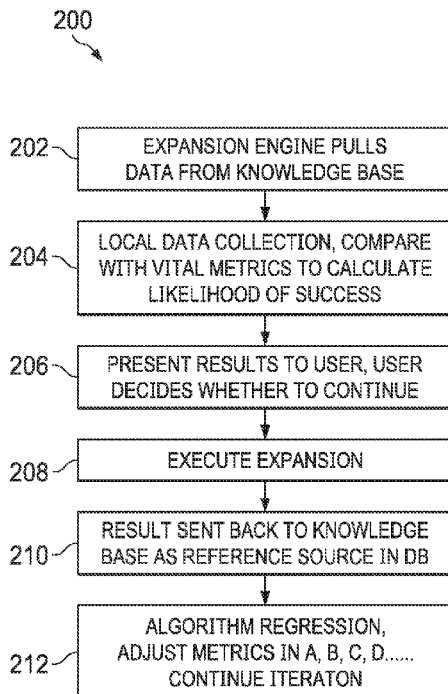 200
202
EXPANSION ENGINE PULLS
DATA FROM KNOWLEDGE BASE
204
LOCAL DATA COLLECTION, COMPARE
WITH VITAL METRICS TO CALCULATE
LIKELIHOOD OF SUCCESS
206
PRESENT RESULTS TO USER, USER
DECIDES WHETHER TO CONTINUE
208
EXECUTE EXPANSION
210
RESULT SENT BACK TO KNOWLEDGE
BASE AS REFERENCE SOURCE IN DB
212
ALGORITHM REGRESSION,
ADJUST METRICS IN A, B, C, D......
CONTINUE ITERATON